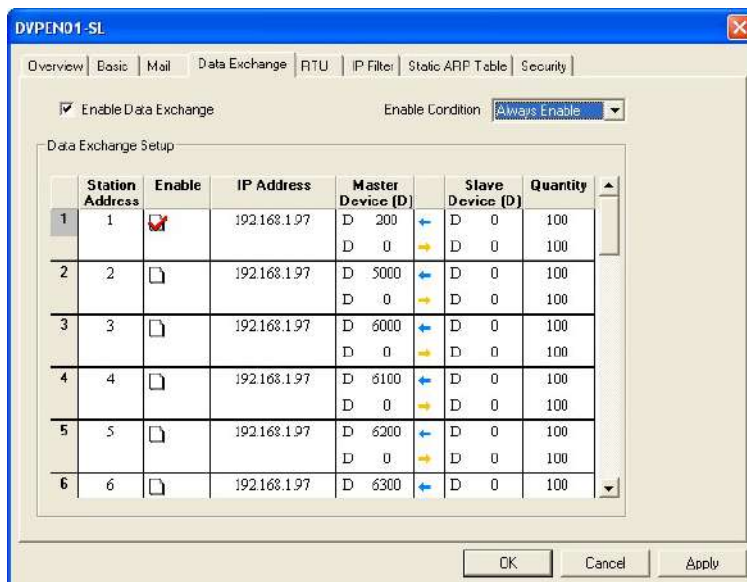 DVPEN01-SL
Overview Basic Mail Data Exchange RTU IP Filter Static ARP Table Security
Enable Data Exchange Enable Condition Always Enable
Data Exchange Setup
Station Address Enable IP Address Master Device (D) Slave Device (D) Quantity
1 1 192.168.1.97 D 200 D 0 100
D 0 D 0 100
2 2 192.168.1.97 D 5000 D 0 100
D 0 D 0 100
3 3 192.168.1.97 D 6000 D 0 100
D 0 D 0 100
4 4 192.168.1.97 D 6100 D 0 100
D 0 D 0 100
5 5 192.168.1.97 D 6200 D 0 100
D 0 D 0 100
6 6 192.168.1.97 D 6300 D 0 100
OK Cancel Apply